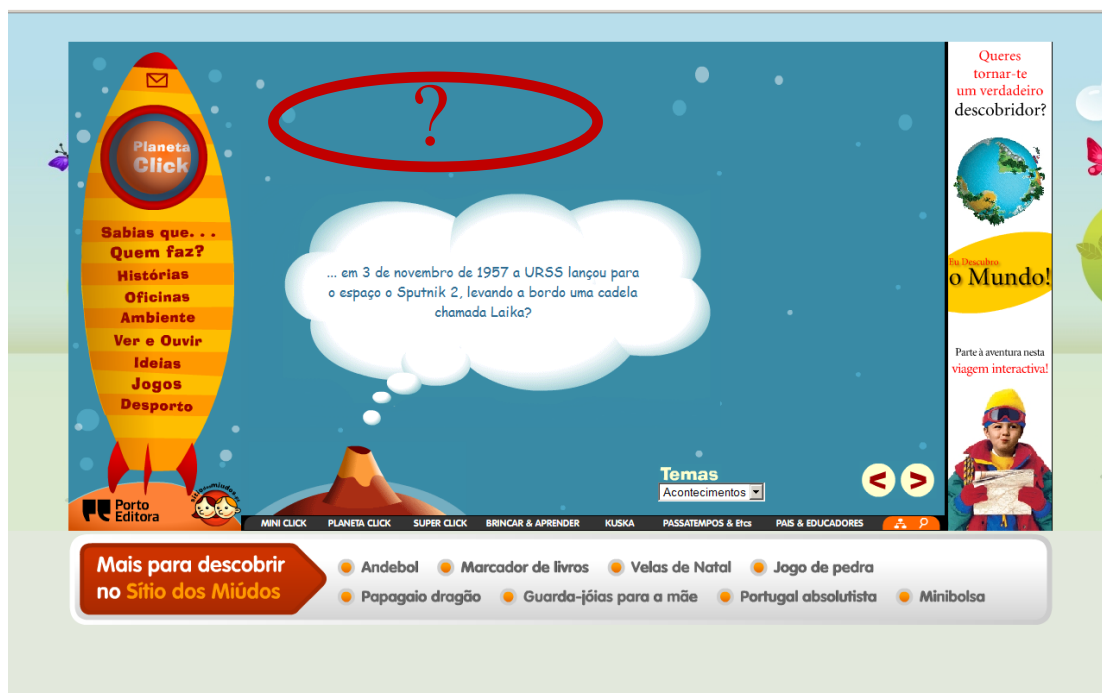 ?
Planeta
Click
Sabias que. . .
Quem faz?
Histórias
Oficinas
Ambiente
Ver e Ouvir
Ideias
Jogos
Desporto
Porto
Editora
sitiodosmiudos.pt
... em 3 de novembro de 1957 a URSS lançou para
o espaço o Sputnik 2, levando a bordo uma cadela
chamada Laika?
Temas
Acontecimentos
< >
MINI CLICK PLANETA CLICK SUPER CLICK BRINCAR & APRENDER KUSKA PASSATEMPOS & Etcs PAIS & EDUCADORES
Queres
tornar-te
um verdadeiro
descobridor?
Eu Descubro
o Mundo!
Parte à aventura nesta
viagem interactiva!
Mais para descobrir
no Sítio dos Miúdos
Andebol Marcador de livros Velas de Natal Jogo de pedra
Papagaio dragão Guarda-jóias para a mãe Portugal absolutista Minibolsa